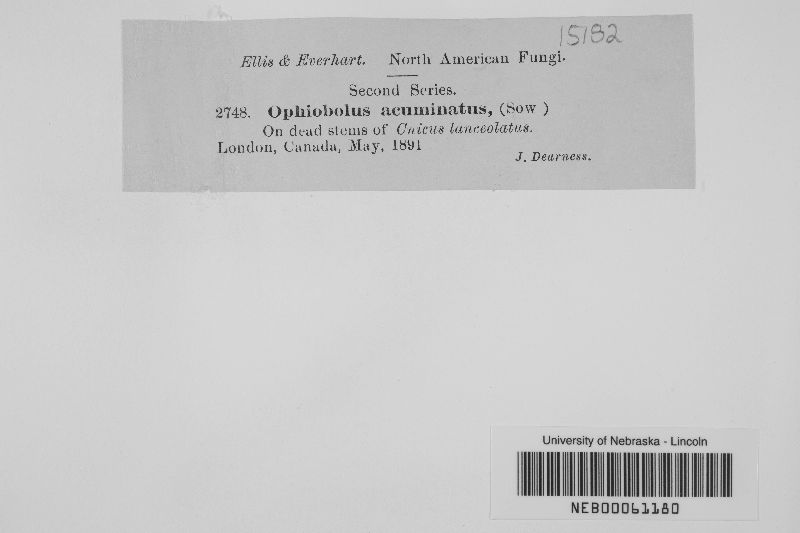 15182
Ellis & Everhart. North American Fungi.
Second Series.
2748. Ophiobolus acuminatus, (Sow )
On dead stems of Cnicus lanceolatus.
London, Canada, May, 1891
J. Dearness.
University of Nebraska - Lincoln
NEB00061180